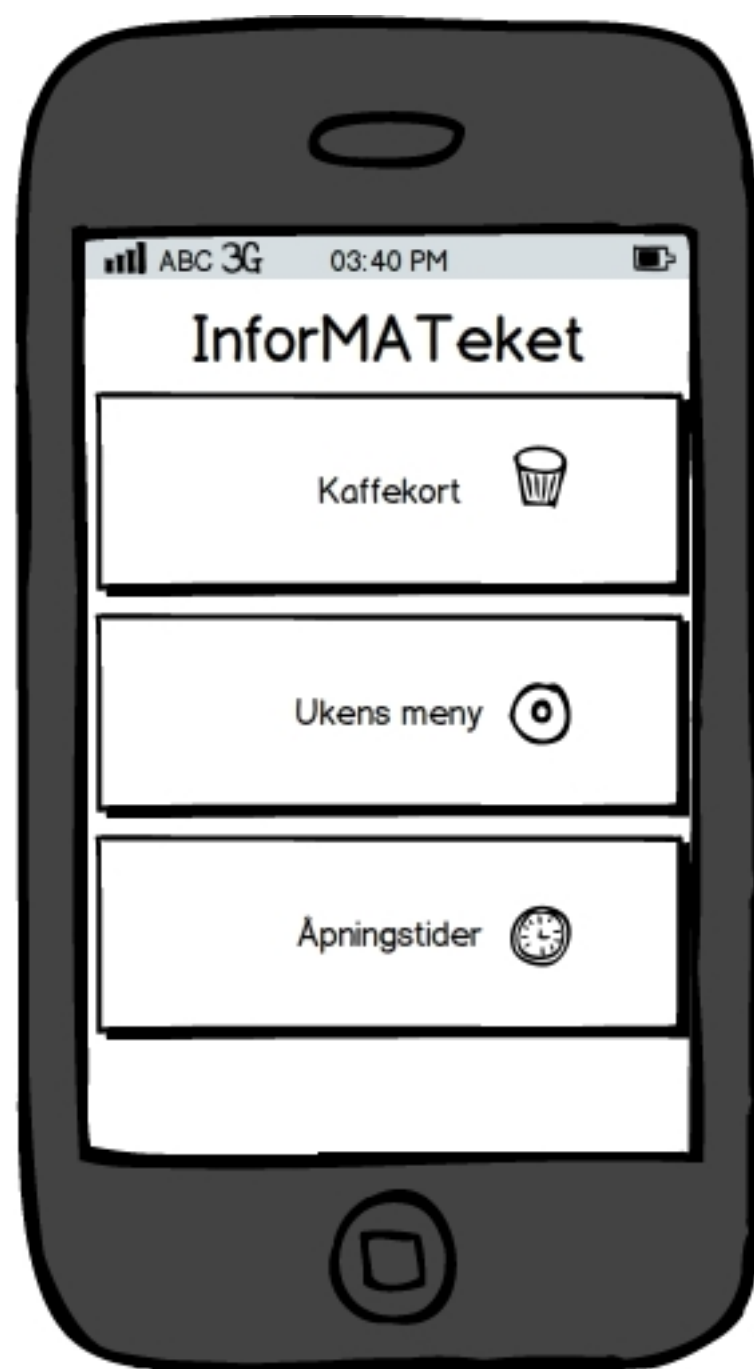 ABC 3G 03:40 PM
InforMATeket
Kaffekort
Ukens meny
Åpningstider